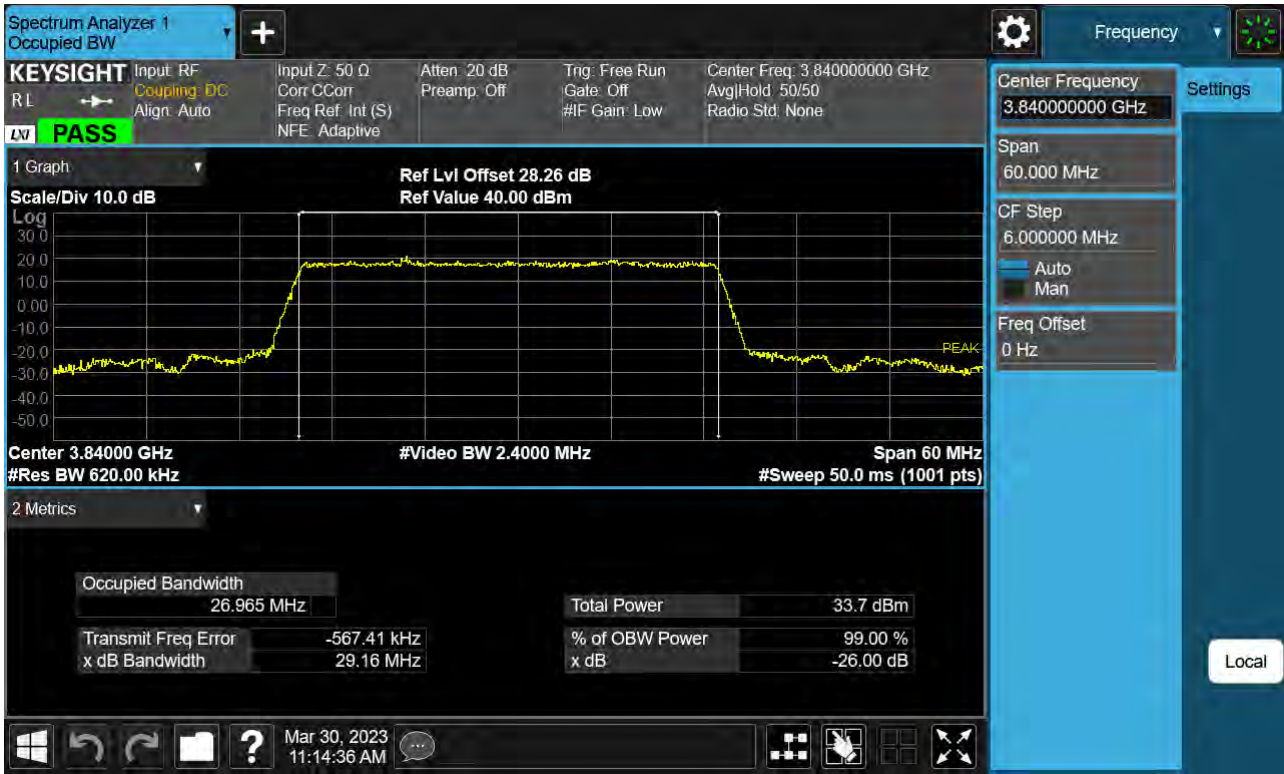 Spectrum Analyzer 1
Occupied BW
Frequency
KEYSIGHT
RL
LXI
PASS
Input: RF
Coupling: DC
Align: Auto
Input Z: 50 Ω
Corr CCorr
Freq Ref: Int (S)
NFE: Adaptive
Atten: 20 dB
Preamp: Off
Trig: Free Run
Gate: Off
#IF Gain: Low
Center Freq: 3.840000000 GHz
Avg|Hold: 50/50
Radio Std: None
Center Frequency
3.840000000 GHz
Settings
Span
60.000 MHz
CF Step
6.000000 MHz
Auto
Man
Freq Offset
0 Hz
1 Graph
Ref Lvl Offset 28.26 dB
Scale/Div 10.0 dB
Ref Value 40.00 dBm
Log
30.0
20.0
10.0
0.00
-10.0
-20.0
-30.0
-40.0
-50.0
PEAK
Center 3.84000 GHz
#Video BW 2.4000 MHz
Span 60 MHz
#Res BW 620.00 kHz
#Sweep 50.0 ms (1001 pts)
2 Metrics
Occupied Bandwidth
26.965 MHz
Total Power 33.7 dBm
Transmit Freq Error -567.41 kHz
% of OBW Power 99.00 %
x dB Bandwidth 29.16 MHz
x dB -26.00 dB
Local
?
Mar 30, 2023
11:14:36 AM